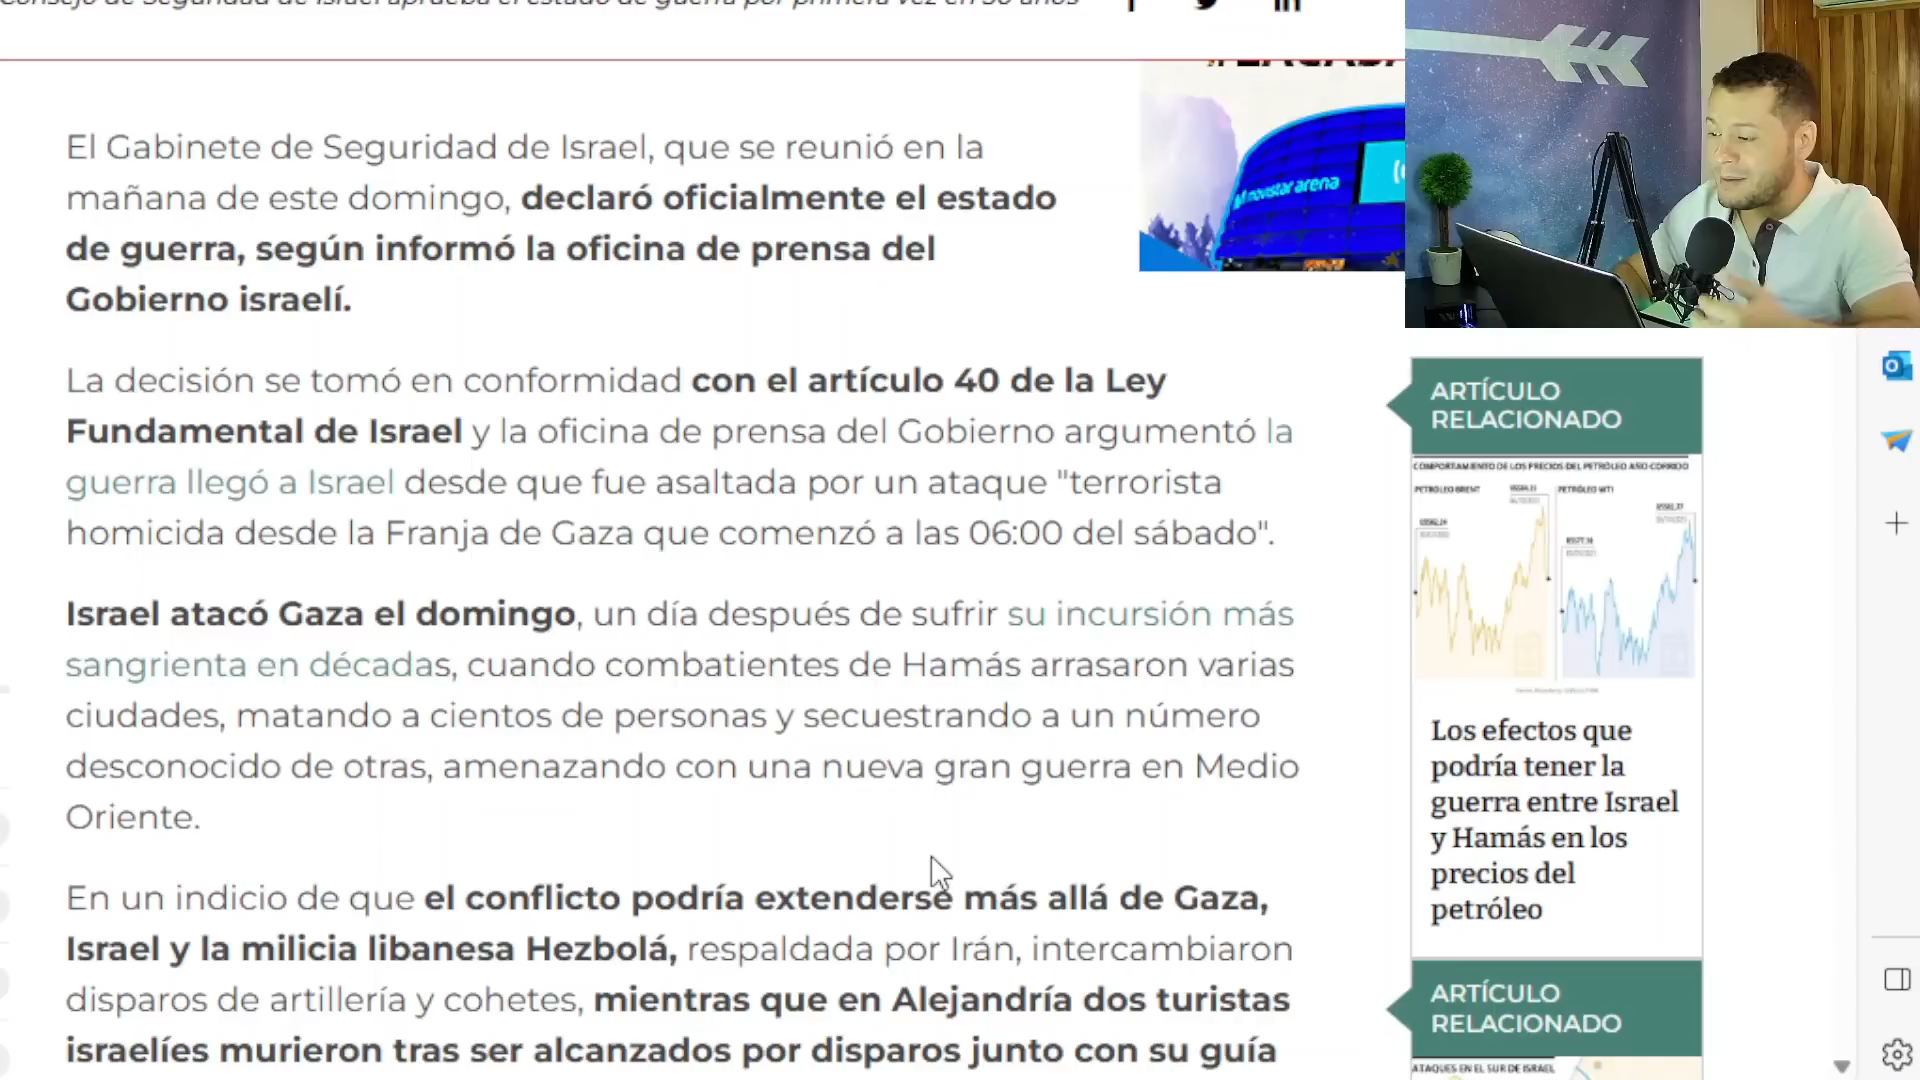 Consejo de Seguridad de Israel aprueba el estado de guerra por primera vez en 50 años
El Gabinete de Seguridad de Israel, que se reunió en la
mañana de este domingo, declaró oficialmente el estado
de guerra, según informó la oficina de prensa del
Gobierno israelí.
La decisión se tomó en conformidad con el artículo 40 de la Ley
Fundamental de Israel y la oficina de prensa del Gobierno argumentó la
guerra llegó a Israel desde que fue asaltada por un ataque "terrorista
homicida desde la Franja de Gaza que comenzó a las 06:00 del sábado".
Israel atacó Gaza el domingo, un día después de sufrir su incursión más
sangrienta en décadas, cuando combatientes de Hamás arrasaron varias
ciudades, matando a cientos de personas y secuestrando a un número
desconocido de otras, amenazando con una nueva gran guerra en Medio
Oriente.
En un indicio de que el conflicto podría extenderse más allá de Gaza,
Israel y la milicia libanesa Hezbolá, respaldada por Irán, intercambiaron
disparos de artillería y cohetes, mientras que en Alejandría dos turistas
israelíes murieron tras ser alcanzados por disparos junto con su guía
movistar arena
ARTÍCULO
RELACIONADO
COMPORTAMIENTO DE LOS PRECIOS DEL PETRÓLEO AÑO CORRIDO
PETRÓLEO BRENT
PETRÓLEO WTI
Los efectos que
podría tener la
guerra entre Israel
y Hamás en los
precios del
petróleo
ARTÍCULO
RELACIONADO
ATAQUES EN EL SUR DE ISRAEL